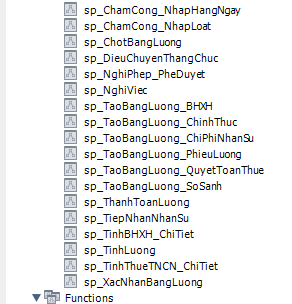 sp_ChamCong_NhapHangNgay
sp_ChamCong_NhapLoat
sp_ChotBangLuong
sp_DieuChuyenThangChuc
sp_NghiPhep_PheDuyet
sp_NghiViec
sp_TaoBangLuong_BHXH
sp_TaoBangLuong_ChinhThuc
sp_TaoBangLuong_ChiPhiNhanSu
sp_TaoBangLuong_PhieuLuong
sp_TaoBangLuong_QuyetToanThue
sp_TaoBangLuong_SoSanh
sp_ThanhToanLuong
sp_TiepNhanNhanSu
sp_TinhBHXH_ChiTiet
sp_TinhLuong
sp_TinhThueTNCN_ChiTiet
sp_XacNhanBangLuong
Functions